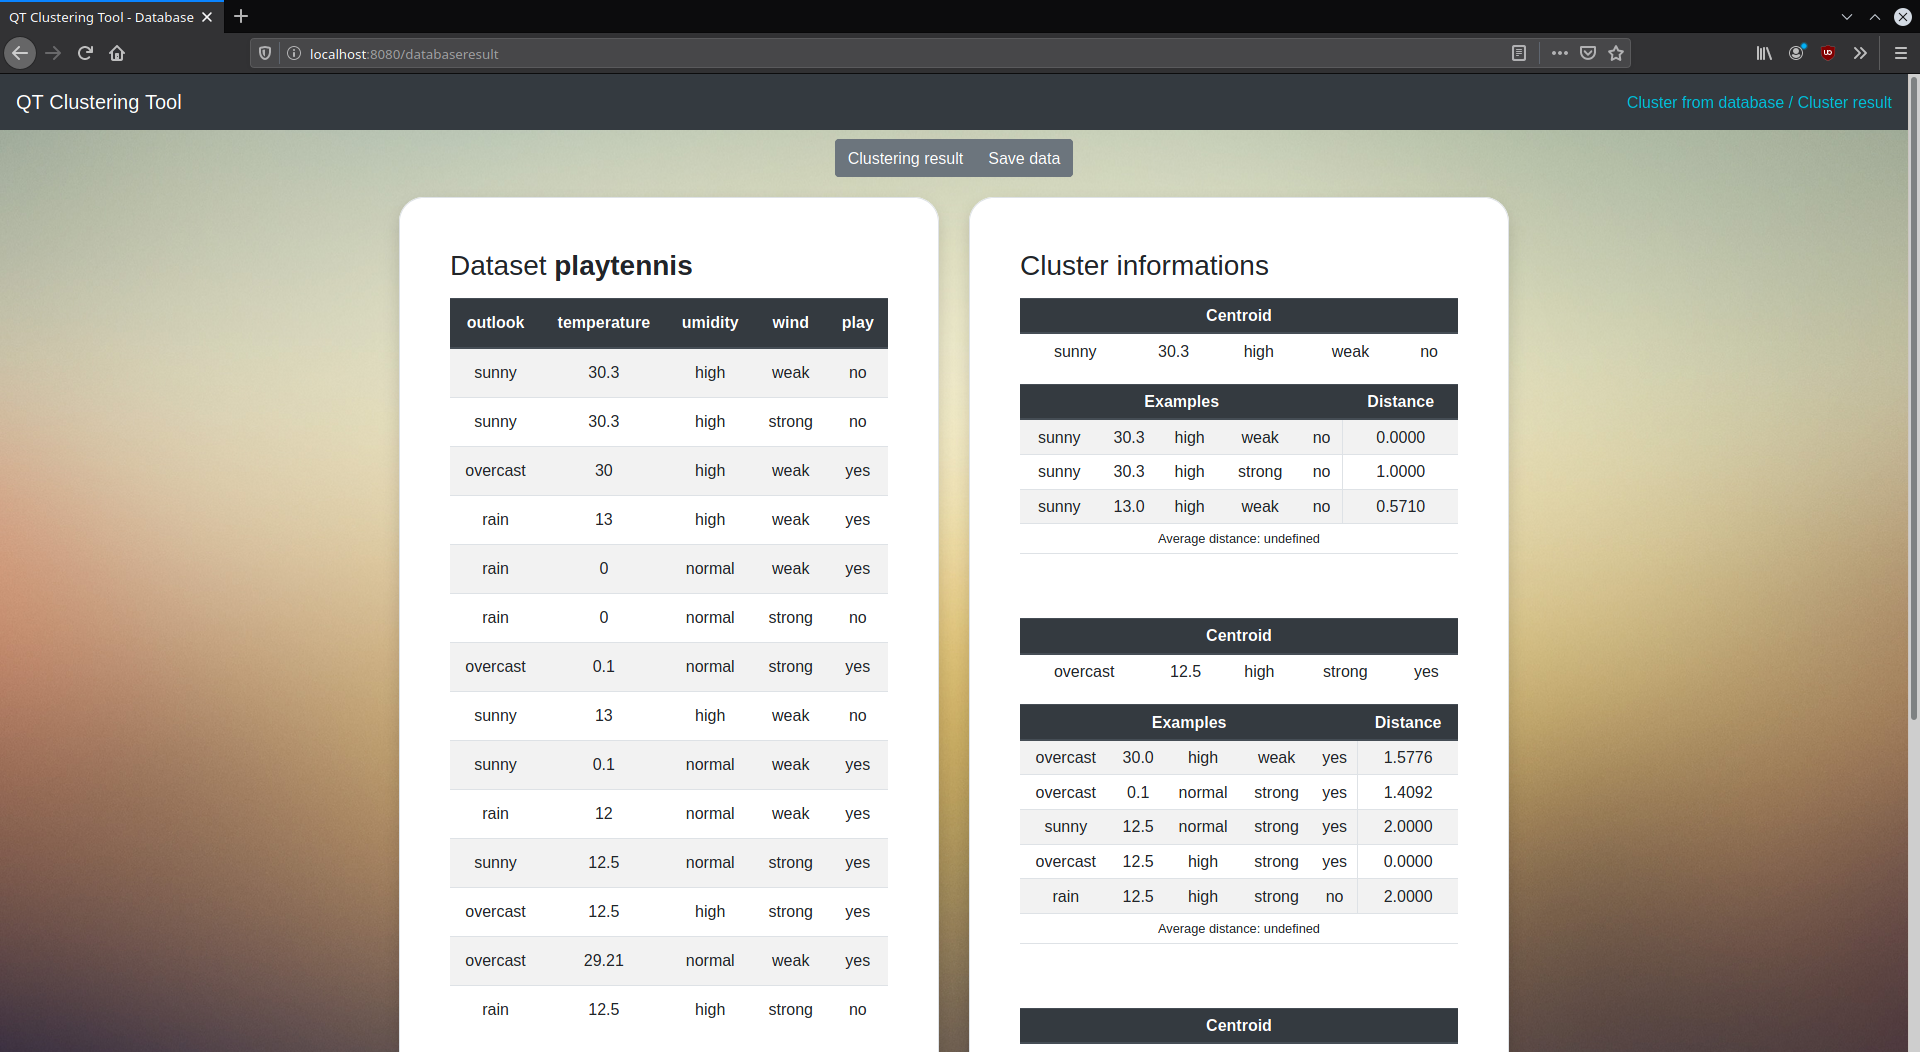 QT Clustering Tool - Database
localhost:8080/databaseresult
QT Clustering Tool
Cluster from database / Cluster result
Clustering result Save data
Dataset playtennis
outlook temperature umidity wind play
sunny 30.3 high weak no
sunny 30.3 high strong no
overcast 30 high weak yes
rain 13 high weak yes
rain 0 normal weak yes
rain 0 normal strong no
overcast 0.1 normal strong yes
sunny 13 high weak no
sunny 0.1 normal weak yes
rain 12 normal weak yes
sunny 12.5 normal strong yes
overcast 12.5 high strong yes
overcast 29.21 normal weak yes
rain 12.5 high strong no
Cluster informations
Centroid
sunny 30.3 high weak no
Examples Distance
sunny 30.3 high weak no 0.0000
sunny 30.3 high strong no 1.0000
sunny 13.0 high weak no 0.5710
Average distance: undefined
Centroid
overcast 12.5 high strong yes
Examples Distance
overcast 30.0 high weak yes 1.5776
overcast 0.1 normal strong yes 1.4092
sunny 12.5 normal strong yes 2.0000
overcast 12.5 high strong yes 0.0000
rain 12.5 high strong no 2.0000
Average distance: undefined
Centroid